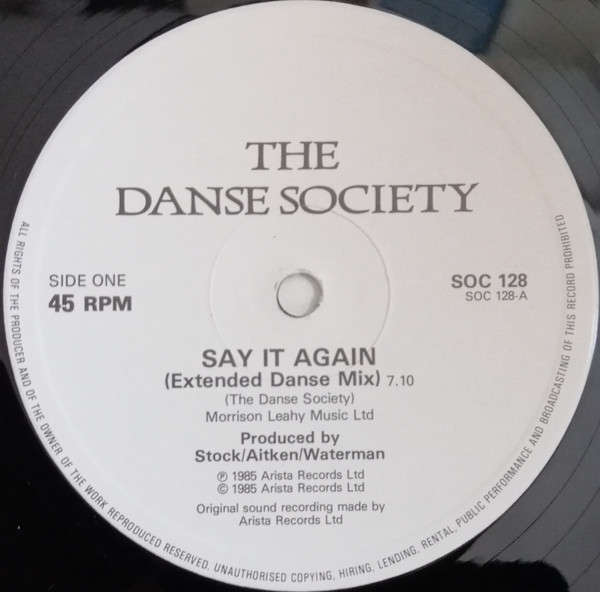 THE
DANSE SOCIETY
SIDE ONE
45 RPM
SOC 128
SOC 128-A
SAY IT AGAIN
(Extended Danse Mix) 7.10
(The Danse Society)
Morrison Leahy Music Ltd
Produced by
Stock/Aitken/Waterman
℗ 1985 Arista Records Ltd
© 1985 Arista Records Ltd
Original sound recording made by
Arista Records Ltd
ALL RIGHTS OF THE PRODUCER AND OF THE OWNER OF THE WORK REPRODUCED RESERVED. UNAUTHORISED COPYING, HIRING, LENDING, RENTAL, PUBLIC PERFORMANCE AND BROADCASTING OF THIS RECORD PROHIBITED